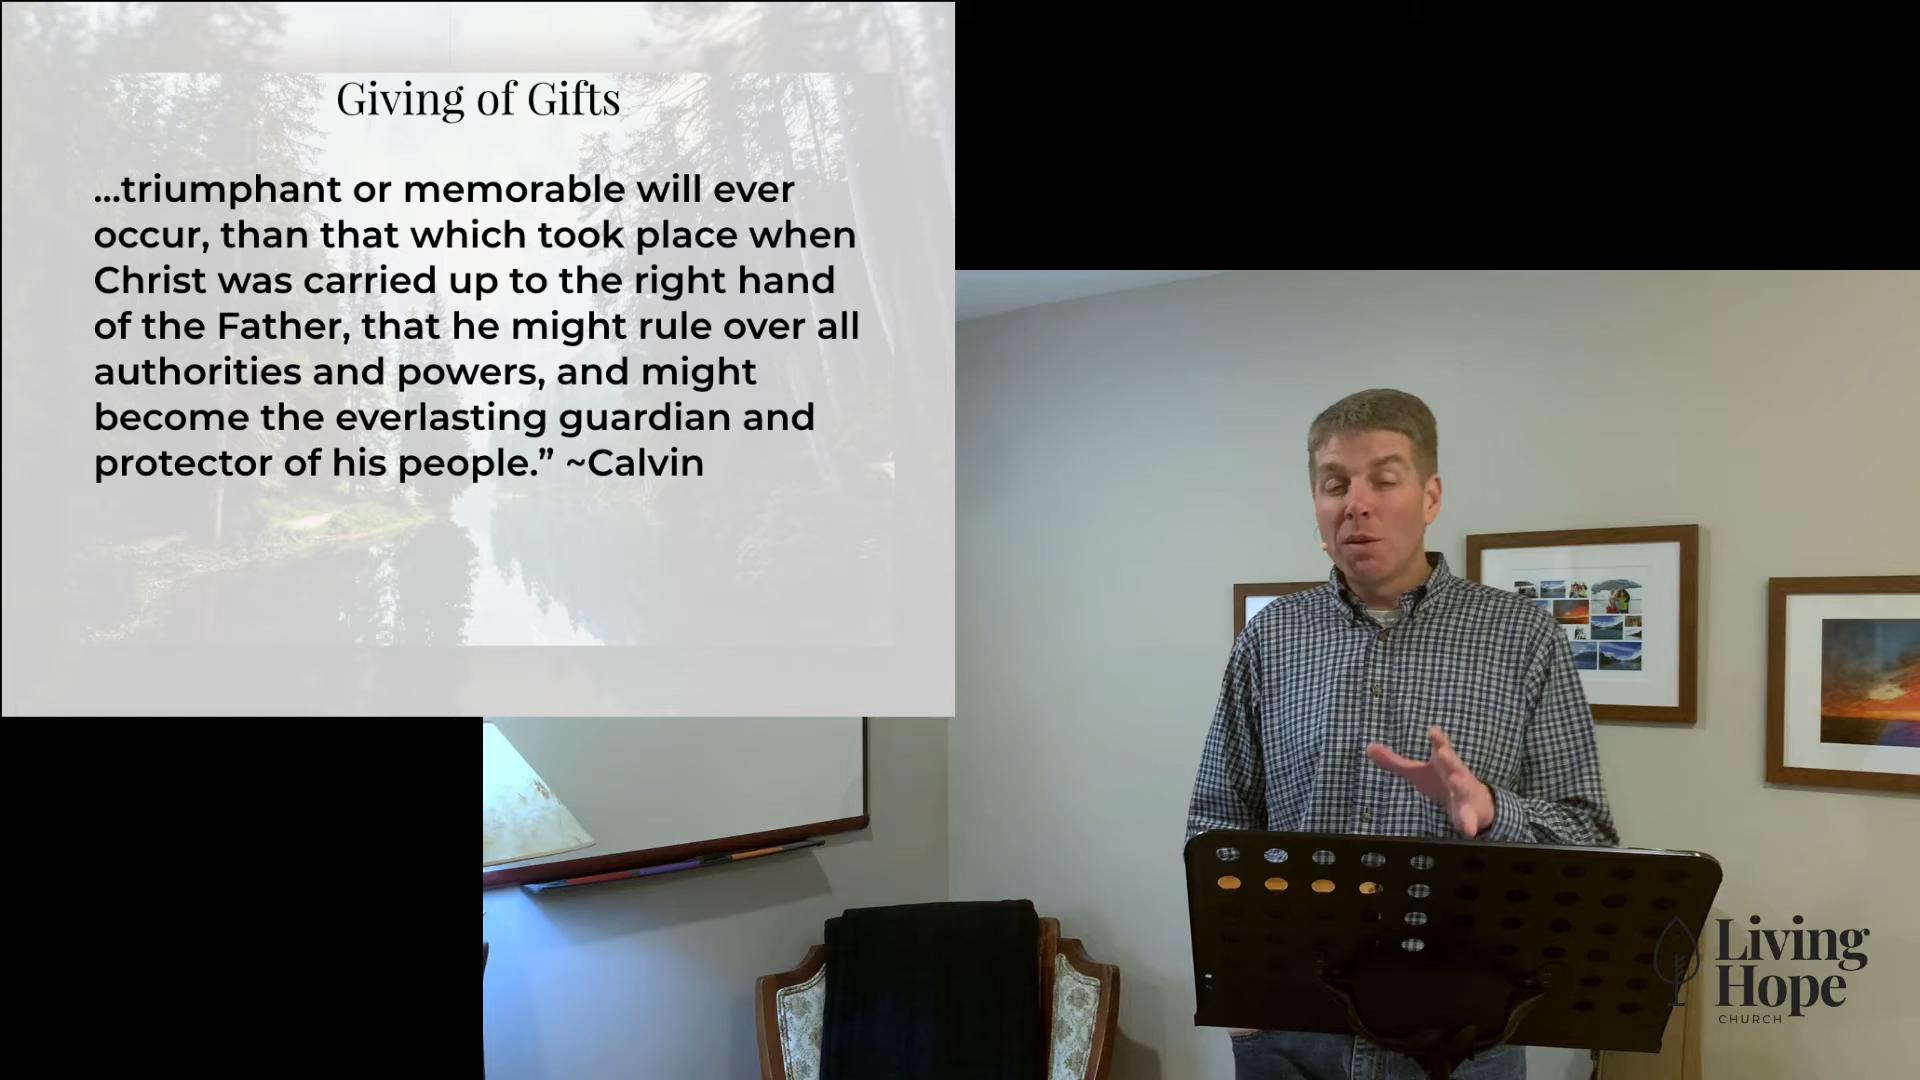 Giving of Gifts
...triumphant or memorable will ever
occur, than that which took place when
Christ was carried up to the right hand
of the Father, that he might rule over all
authorities and powers, and might
become the everlasting guardian and
protector of his people.” ~Calvin
Living
Hope
CHURCH